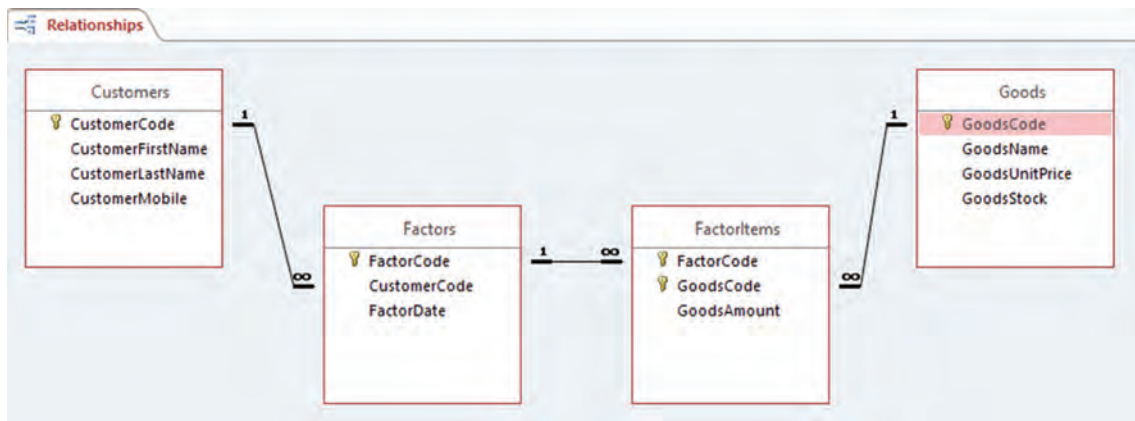 Relationships
Customers
CustomerCode
CustomerFirstName
CustomerLastName
CustomerMobile
1
∞
Factors
FactorCode
CustomerCode
FactorDate
1
∞
FactorItems
FactorCode
GoodsCode
GoodsAmount
∞
1
Goods
GoodsCode
GoodsName
GoodsUnitPrice
GoodsStock